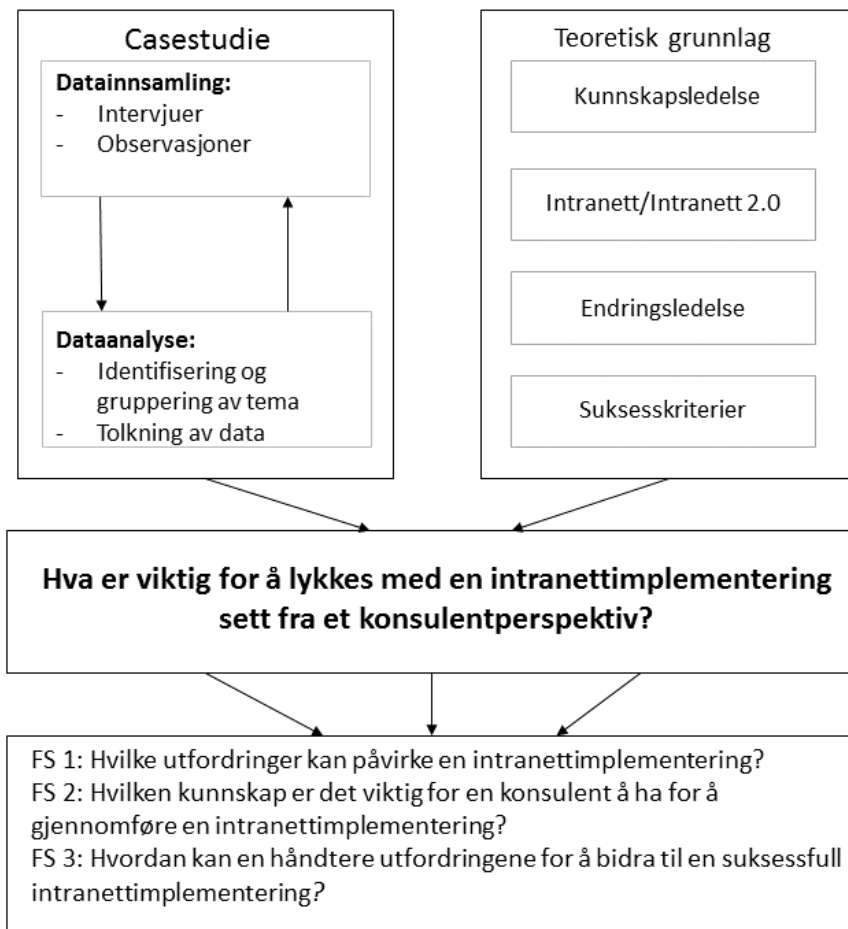 Casestudie
Datainnsamling:
- Intervjuer
- Observasjoner
Dataanalyse:
- Identifisering og
gruppering av tema
- Tolkning av data
Teoretisk grunnlag
Kunnskapsledelse
Intranett/Intranett 2.0
Endringsledelse
Suksesskriterier
Hva er viktig for å lykkes med en intranettimplementering
sett fra et konsulentperspektiv?
FS 1: Hvilke utfordringer kan påvirke en intranettimplementering?
FS 2: Hvilken kunnskap er det viktig for en konsulent å ha for å
gjennomføre en intranettimplementering?
FS 3: Hvordan kan en håndtere utfordringene for å bidra til en suksessfull
intranettimplementering?